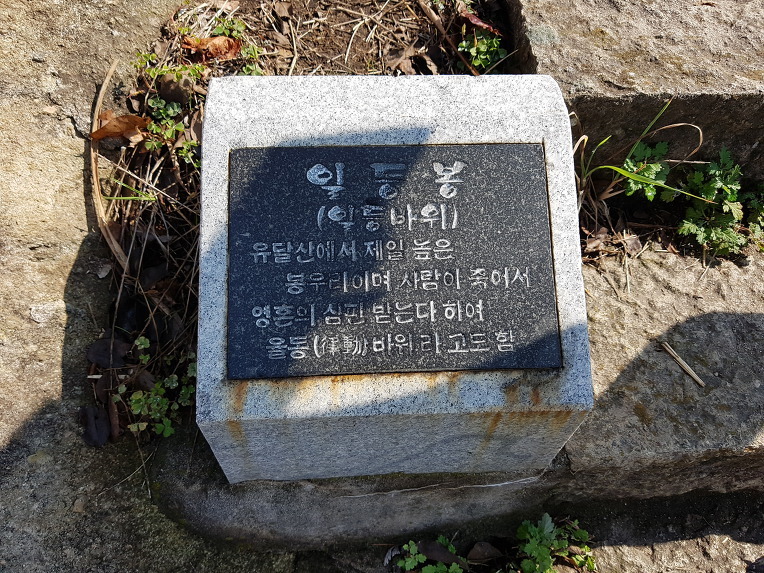 일등봉
(일등바위)
유달산에서 제일 높은
봉우리이며 사람이 죽어서
영혼의 심판 받는다 하여
율동(律動)바위라고도 함